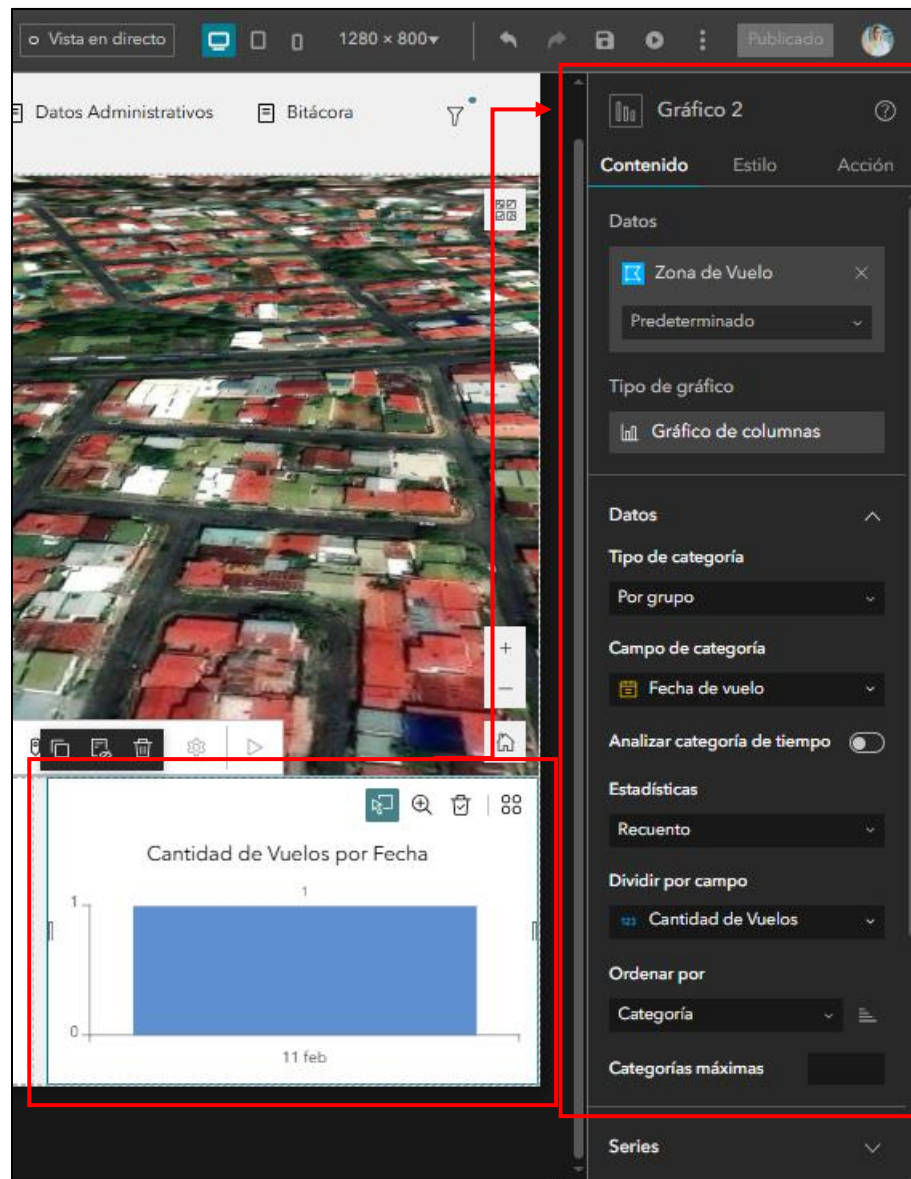 Vista en directo
1280 × 800
Publicado
Datos Administrativos
Bitácora
Cantidad de Vuelos por Fecha
1
1
0
11 feb
Gráfico 2
Contenido
Estilo
Acción
Datos
Zona de Vuelo
Predeterminado
Tipo de gráfico
Gráfico de columnas
Datos
Tipo de categoría
Por grupo
Campo de categoría
Fecha de vuelo
Analizar categoría de tiempo
Estadísticas
Recuento
Dividir por campo
123 Cantidad de Vuelos
Ordenar por
Categoría
Categorías máximas
Series